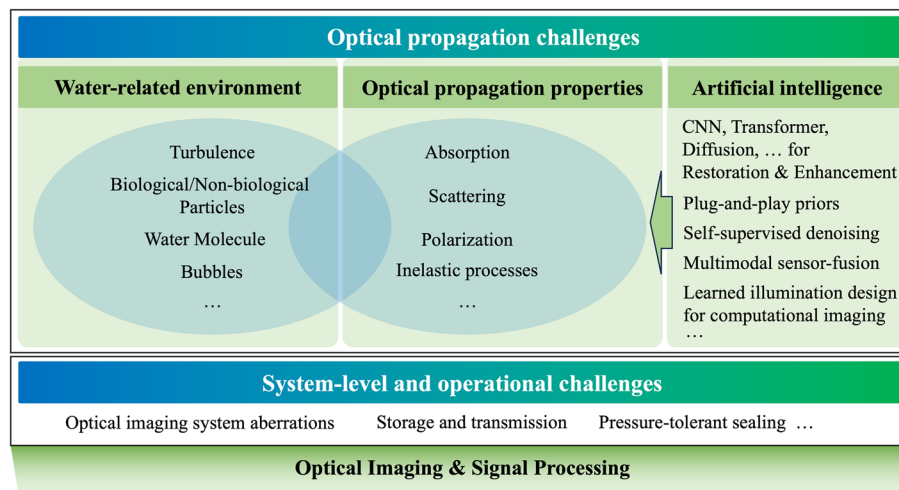 Optical propagation challenges
Water-related environment
Turbulence
Biological/Non-biological
Particles
Water Molecule
Bubbles
…
Optical propagation properties
Absorption
Scattering
Polarization
Inelastic processes
…
Artificial intelligence
CNN, Transformer,
Diffusion, … for
Restoration & Enhancement
Plug-and-play priors
Self-supervised denoising
Multimodal sensor-fusion
Learned illumination design
for computational imaging
…
System-level and operational challenges
Optical imaging system aberrations Storage and transmission Pressure-tolerant sealing …
Optical Imaging & Signal Processing